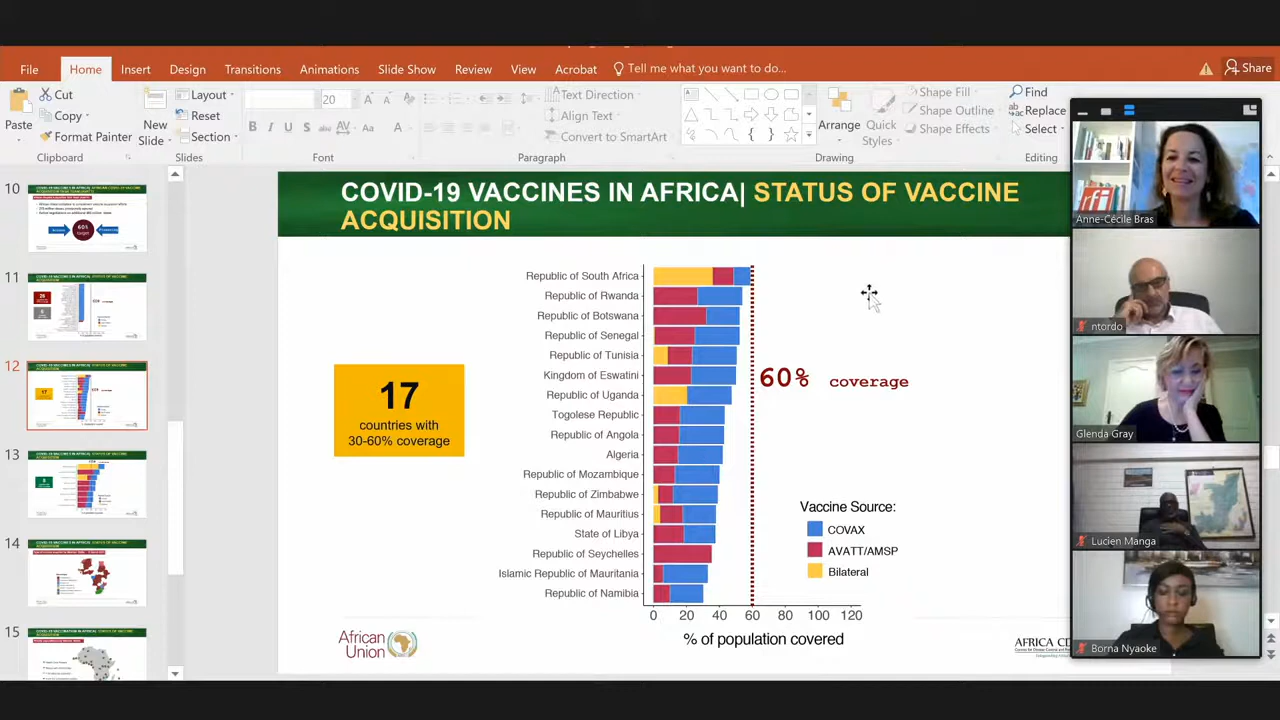 File Home Insert Design Transitions Animations Slide Show Review View Acrobat Tell me what you want to do... Share
Paste
Cut
Copy
Format Painter
Clipboard
New Slide
Layout
Reset
Section
Slides
20
B I U S abc AV Aa A
Font
Text Direction
Align Text
Convert to SmartArt
Paragraph
Arrange
Quick Styles
Shape Fill
Shape Outline
Shape Effects
Drawing
Find
Replace
Select
Editing
10
11
12
13
14
15
COVID-19 VACCINES IN AFRICA| STATUS OF VACCINE
ACQUISITION
17
countries with
30-60% coverage
Republic of South Africa
Republic of Rwanda
Republic of Botswana
Republic of Senegal
Republic of Tunisia
Kingdom of Eswatini
Republic of Uganda
Togolese Republic
Republic of Angola
Algeria
Republic of Mozambique
Republic of Zimbabwe
Republic of Mauritius
State of Libya
Republic of Seychelles
Islamic Republic of Mauritania
Republic of Namibia
0 20 40 60 80 100 120
% of population covered
60% coverage
Vaccine Source:
COVAX
AVATT/AMSP
Bilateral
African
Union
AFRICA
Anne-Cécile Bras
ntordo
Glenda Gray
Lucien Manga
Borna Nyaoke